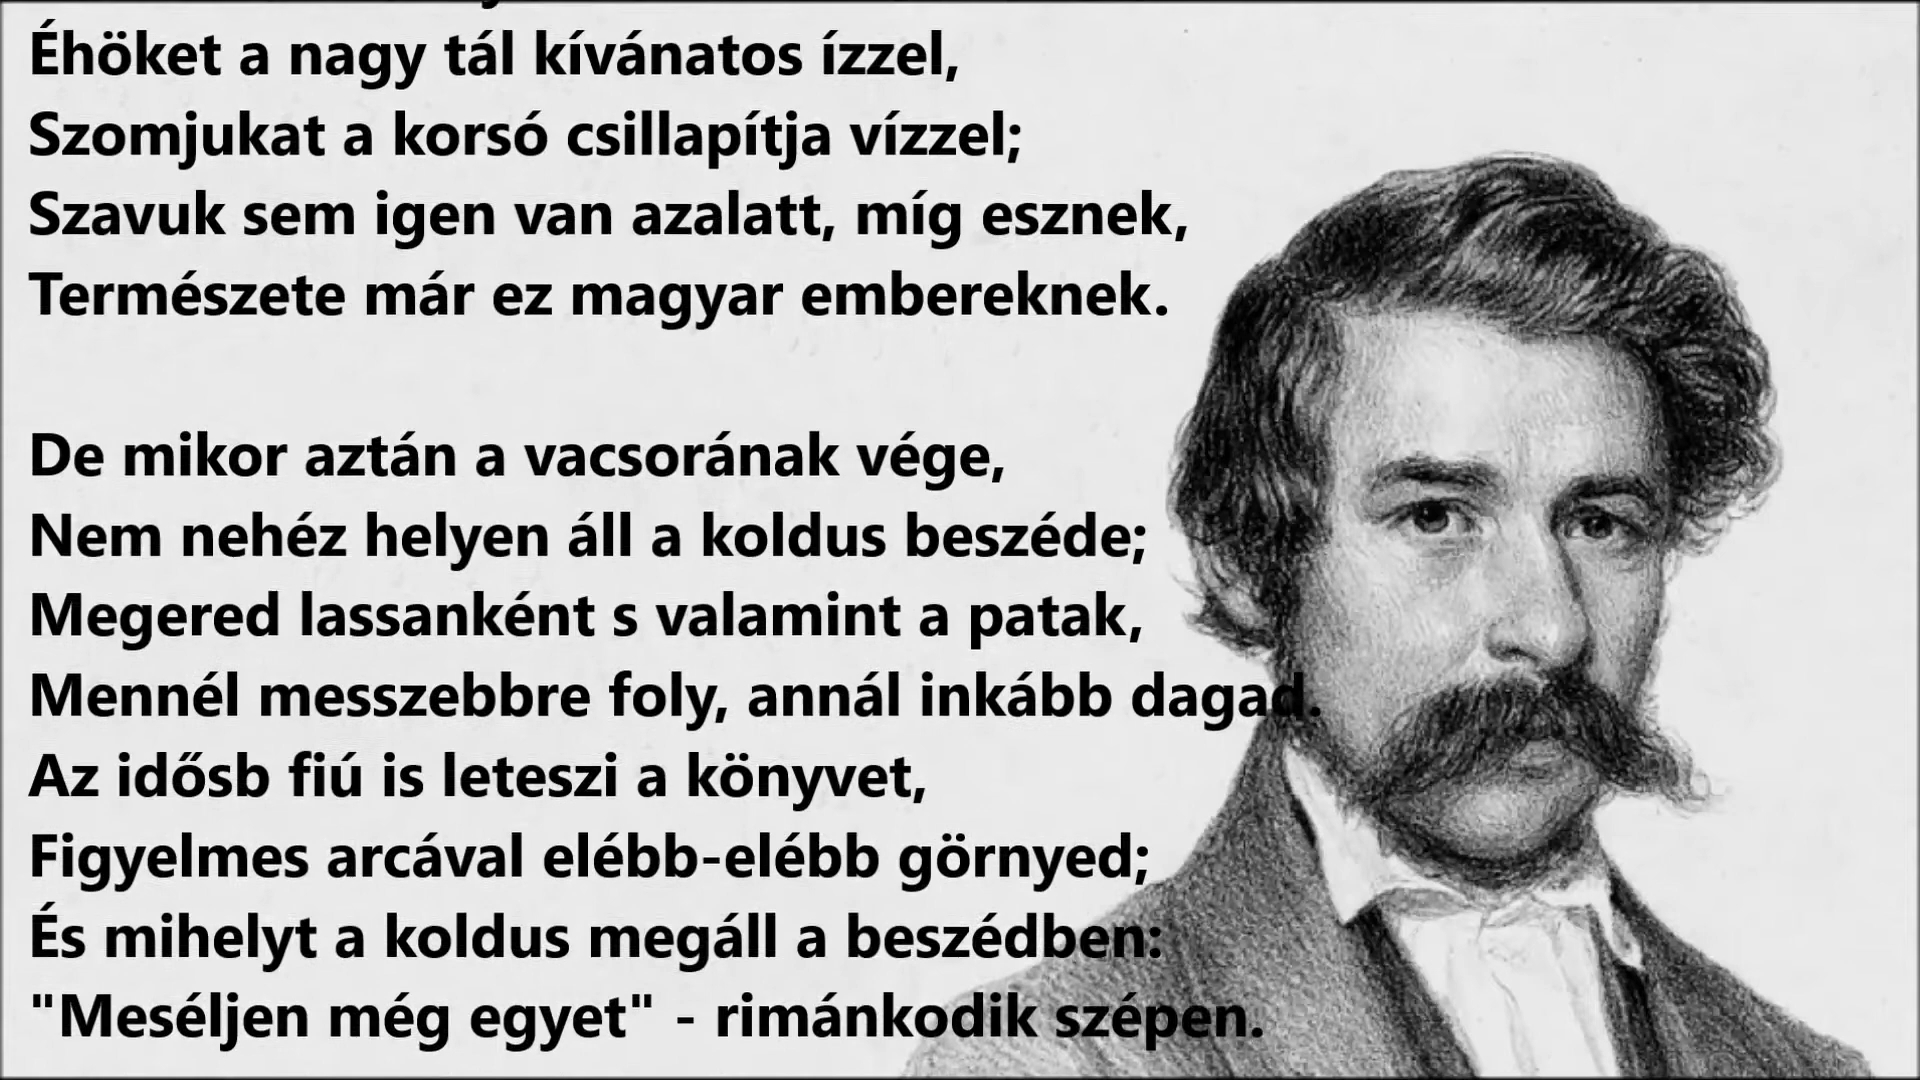 Éhöket a nagy tál kívánatos ízzel,
Szomjukat a korsó csillapítja vízzel;
Szavuk sem igen van azalatt, míg esznek,
Természete már ez magyar embereknek.
De mikor aztán a vacsorának vége,
Nem nehéz helyen áll a koldus beszéde;
Megered lassanként s valamint a patak,
Mennél messzebbre foly, annál inkább dagad.
Az idősb fiú is leteszi a könyvet,
Figyelmes arcával elébb-elébb görnyed;
És mihelyt a koldus megáll a beszédben:
"Meséljen még egyet" - rimánkodik szépen.